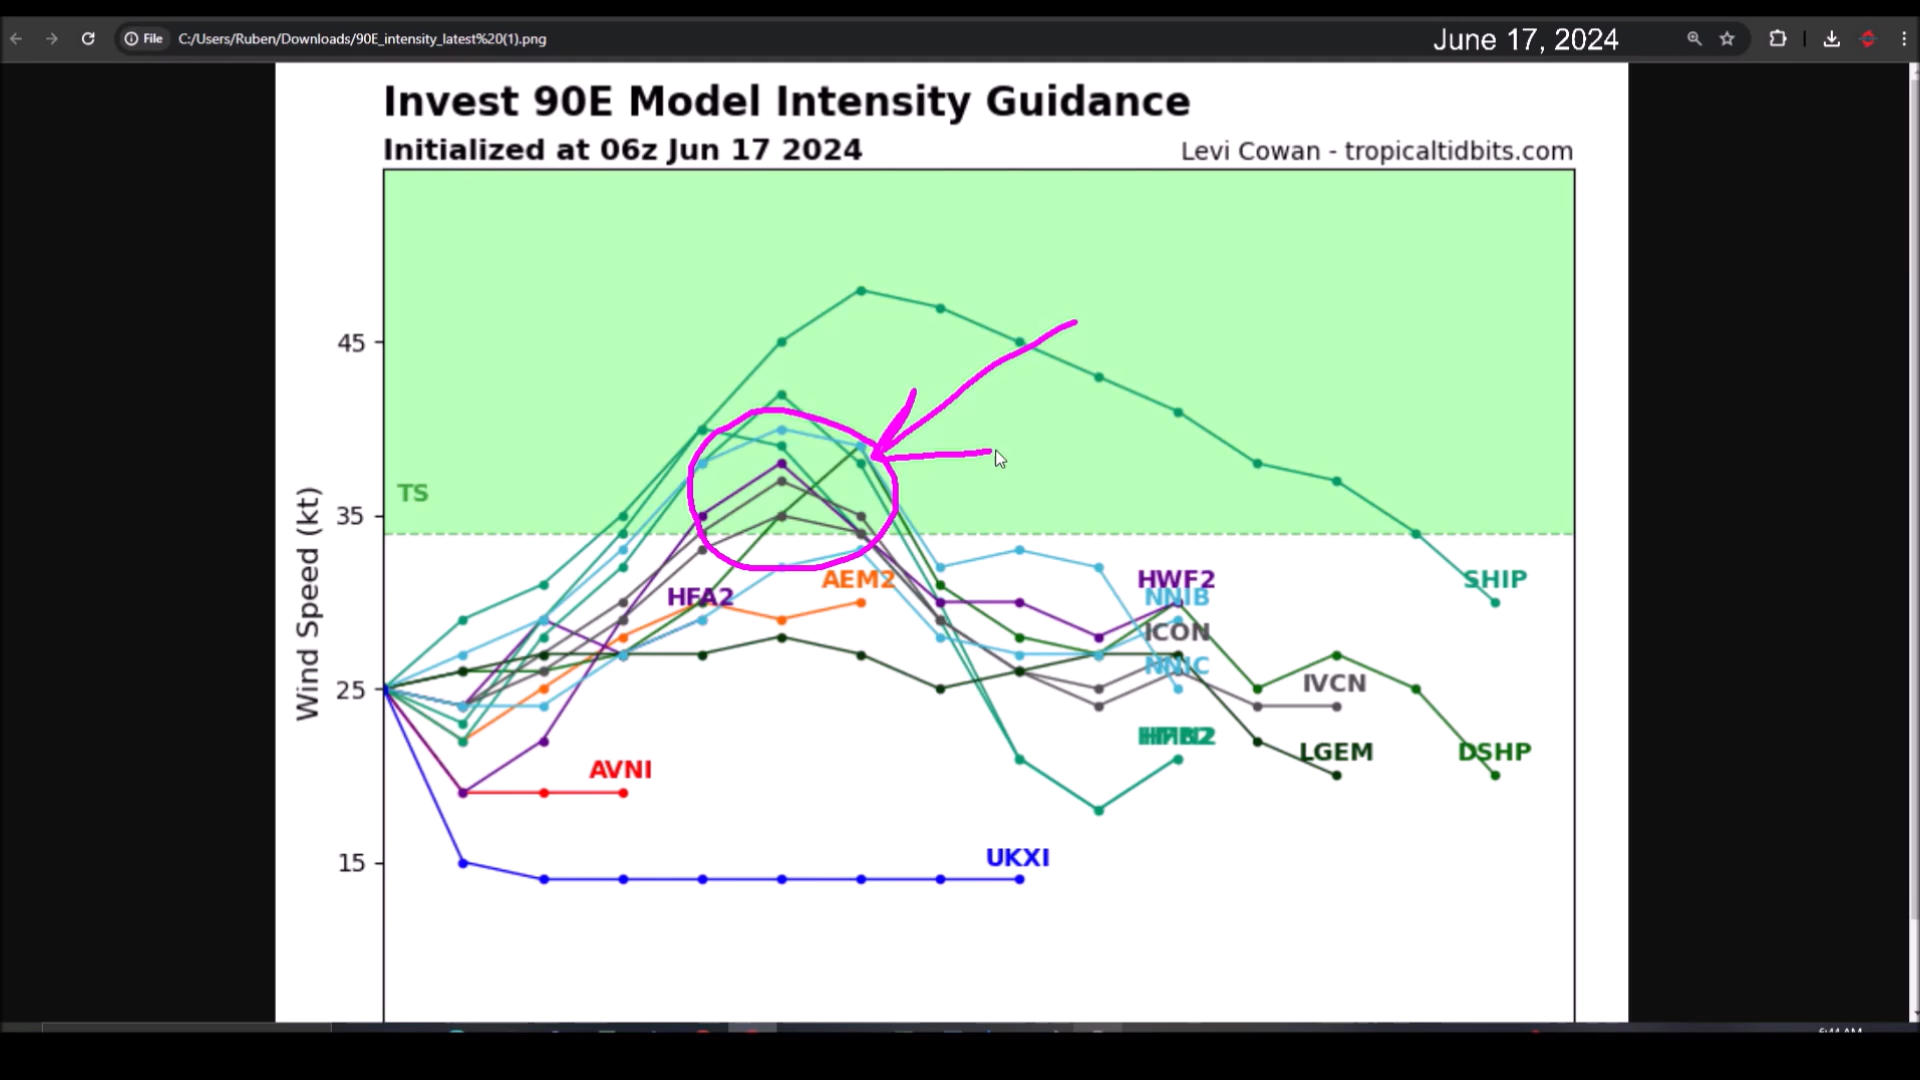 File C:/Users/Ruben/Downloads/90E_intensity_latest%20(1).png
June 17, 2024
Invest 90E Model Intensity Guidance
Initialized at 06z Jun 17 2024
Levi Cowan - tropicaltidbits.com
45
TS
35
Wind Speed (kt)
HFA2
AEM2
HWF2
SHIP
NNIB
ICON
NNIC
25
IVCN
LGEM
DSHP
AVNI
15
UKXI